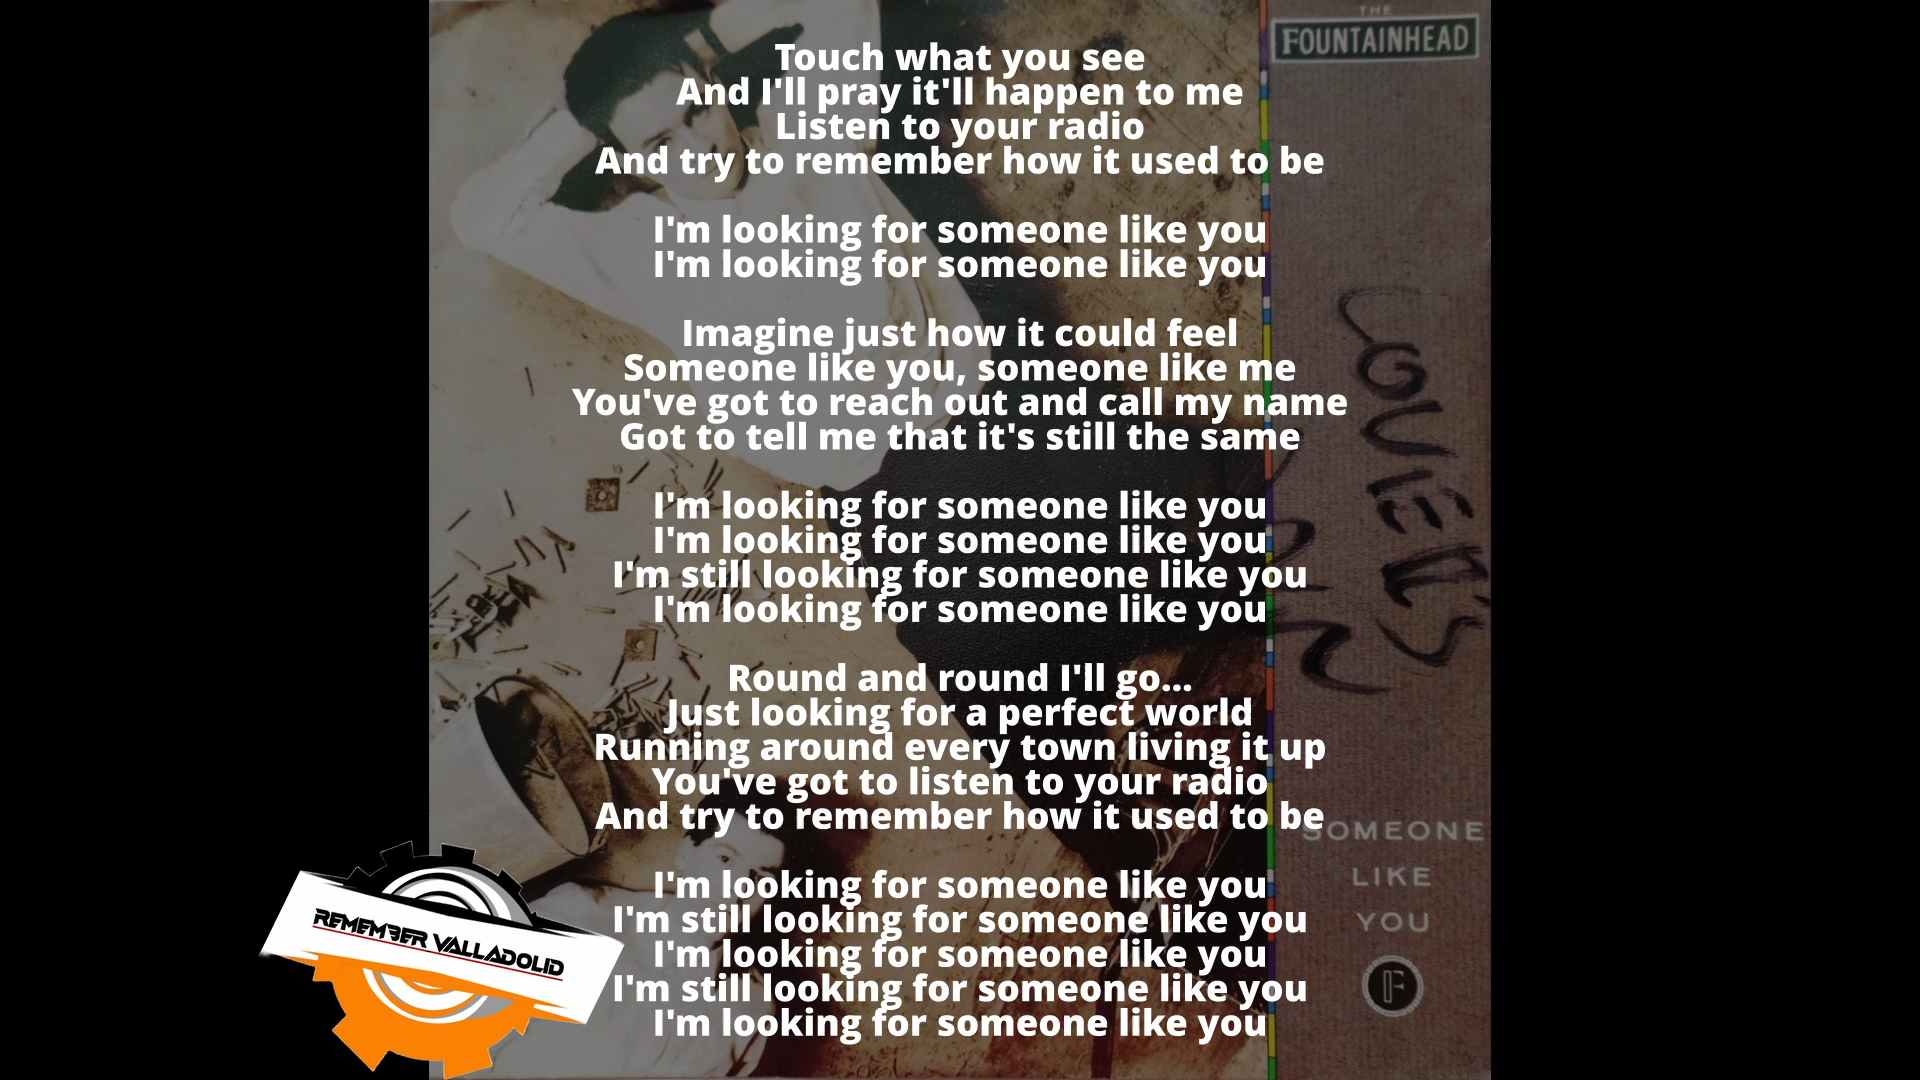 THE
FOUNTAINHEAD
Touch what you see
And I'll pray it'll happen to me
Listen to your radio
And try to remember how it used to be
I'm looking for someone like you
I'm looking for someone like you
Imagine just how it could feel
Someone like you, someone like me
You've got to reach out and call my name
Got to tell me that it's still the same
I'm looking for someone like you
I'm looking for someone like you
I'm still looking for someone like you
I'm looking for someone like you
Round and round I'll go...
Just looking for a perfect world
Running around every town living it up
You've got to listen to your radio
And try to remember how it used to be
I'm looking for someone like you
I'm still looking for someone like you
I'm looking for someone like you
I'm still looking for someone like you
I'm looking for someone like you
SOMEONE
LIKE
YOU
F
REMEMBER VALLADOLID